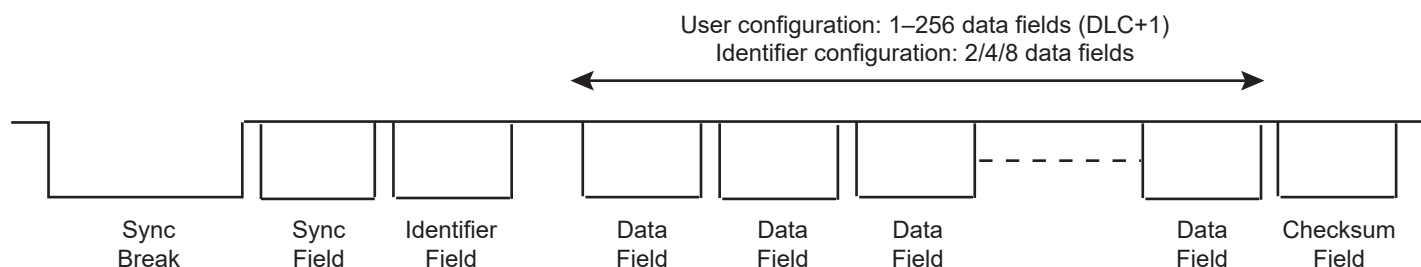 User configuration: 1–256 data fields (DLC+1)
Identifier configuration: 2/4/8 data fields
Sync
Break
Sync
Field
Identifier
Field
Data
Field
Data
Field
Data
Field
Data
Field
Checksum
Field